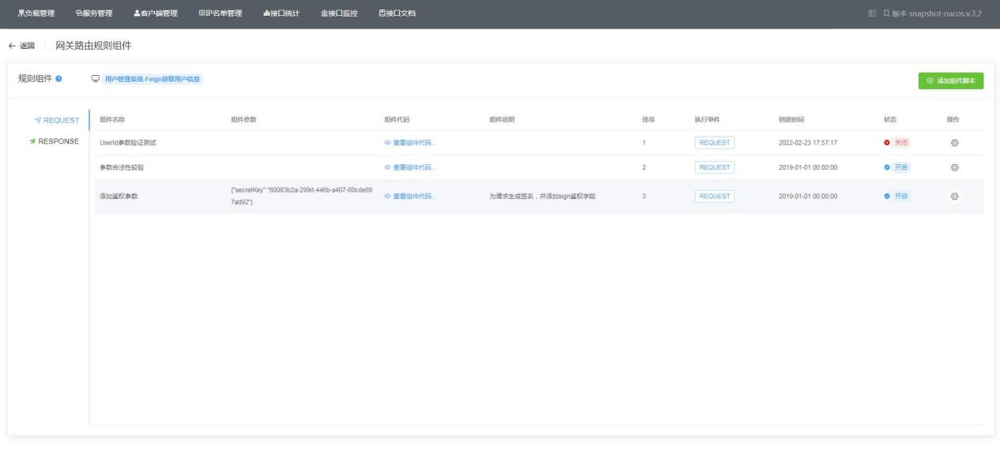 负载管理 服务管理 客户端管理 IP名单管理 接口统计 接口监控 接口文档 版本 snapshot-nacos.v.3.2
返回 网关路由规则组件
规则组件 用户管理系统-Feign获取用户信息 添加组件脚本
REQUEST
RESPONSE
组件名称 组件参数 组件代码 组件说明 排序 执行事件 创建时间 状态 操作
UserId参数验证测试 查看组件代码... 1 REQUEST 2022-02-23 17:57:17 关闭
参数合法性较验 查看组件代码... 2 REQUEST 2019-01-01 00:00:00 开启
添加鉴权参数 {"secretKey":"60063b2a-299d-446b-a407-60cde89 查看组件代码... 为请求生成签名，并添加sign鉴权字段 3 REQUEST 2019-01-01 00:00:00 开启
7ad92"}